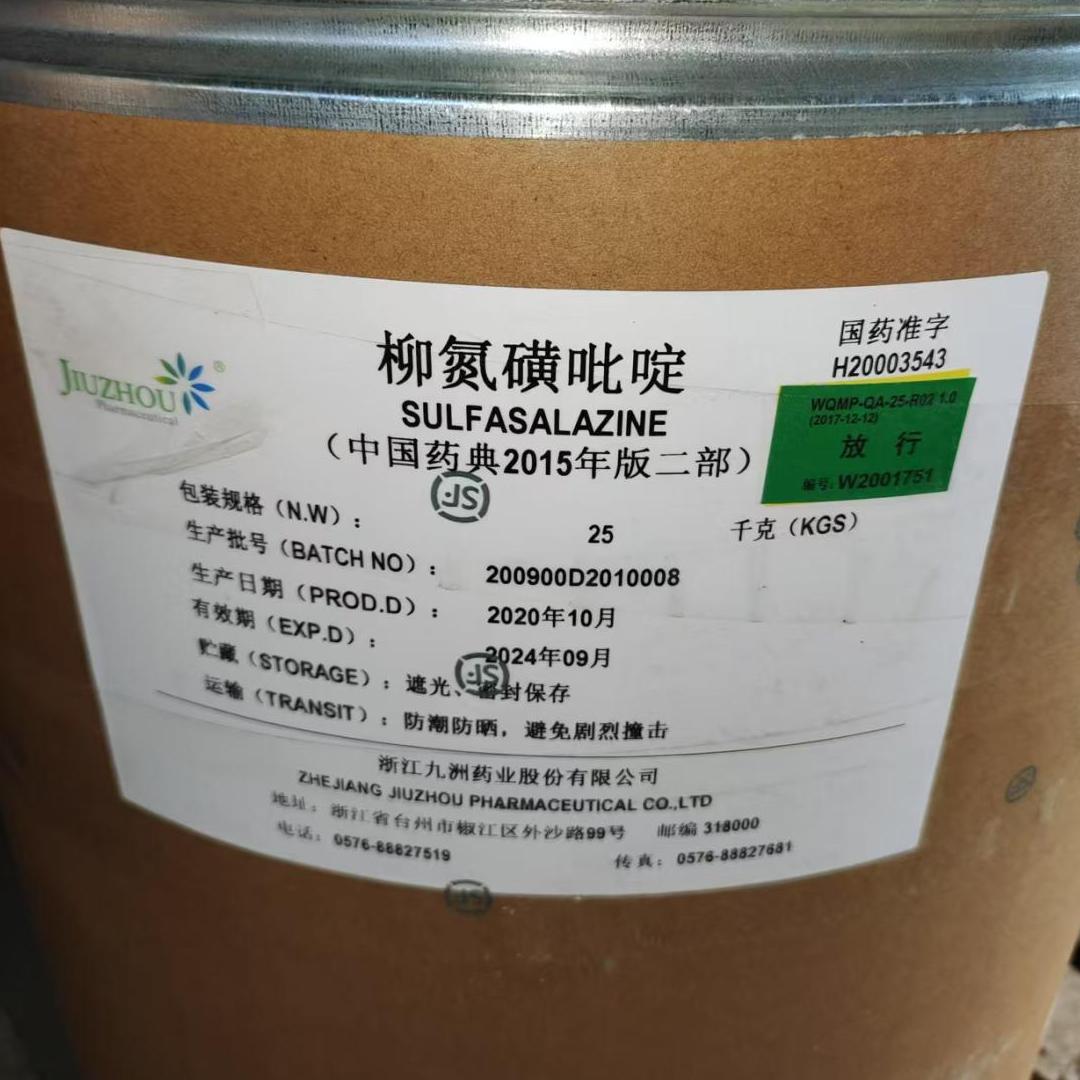 JIUZHOU®
Pharmaceutical
国药准字
H20003543
柳氮磺吡啶
SULFASALAZINE
（中国药典2015年版二部）
WQMP-QA-25-R02 1.0
(2017-12-12)
放行
编号: W2001751
包装规格（N.W）： 25 千克（KGS）
生产批号（BATCH NO）： 200900D2010008
生产日期（PROD.D）： 2020年10月
有效期（EXP.D）： 2024年09月
贮藏（STORAGE）：遮光、密封保存
运输（TRANSIT）：防潮防晒，避免剧烈撞击
浙江九洲药业股份有限公司
ZHEJIANG JIUZHOU PHARMACEUTICAL CO.,LTD
地址：浙江省台州市椒江区外沙路99号 邮编 318000
电话：0576-88827519 传真：0576-88827681
JS
JS
JS